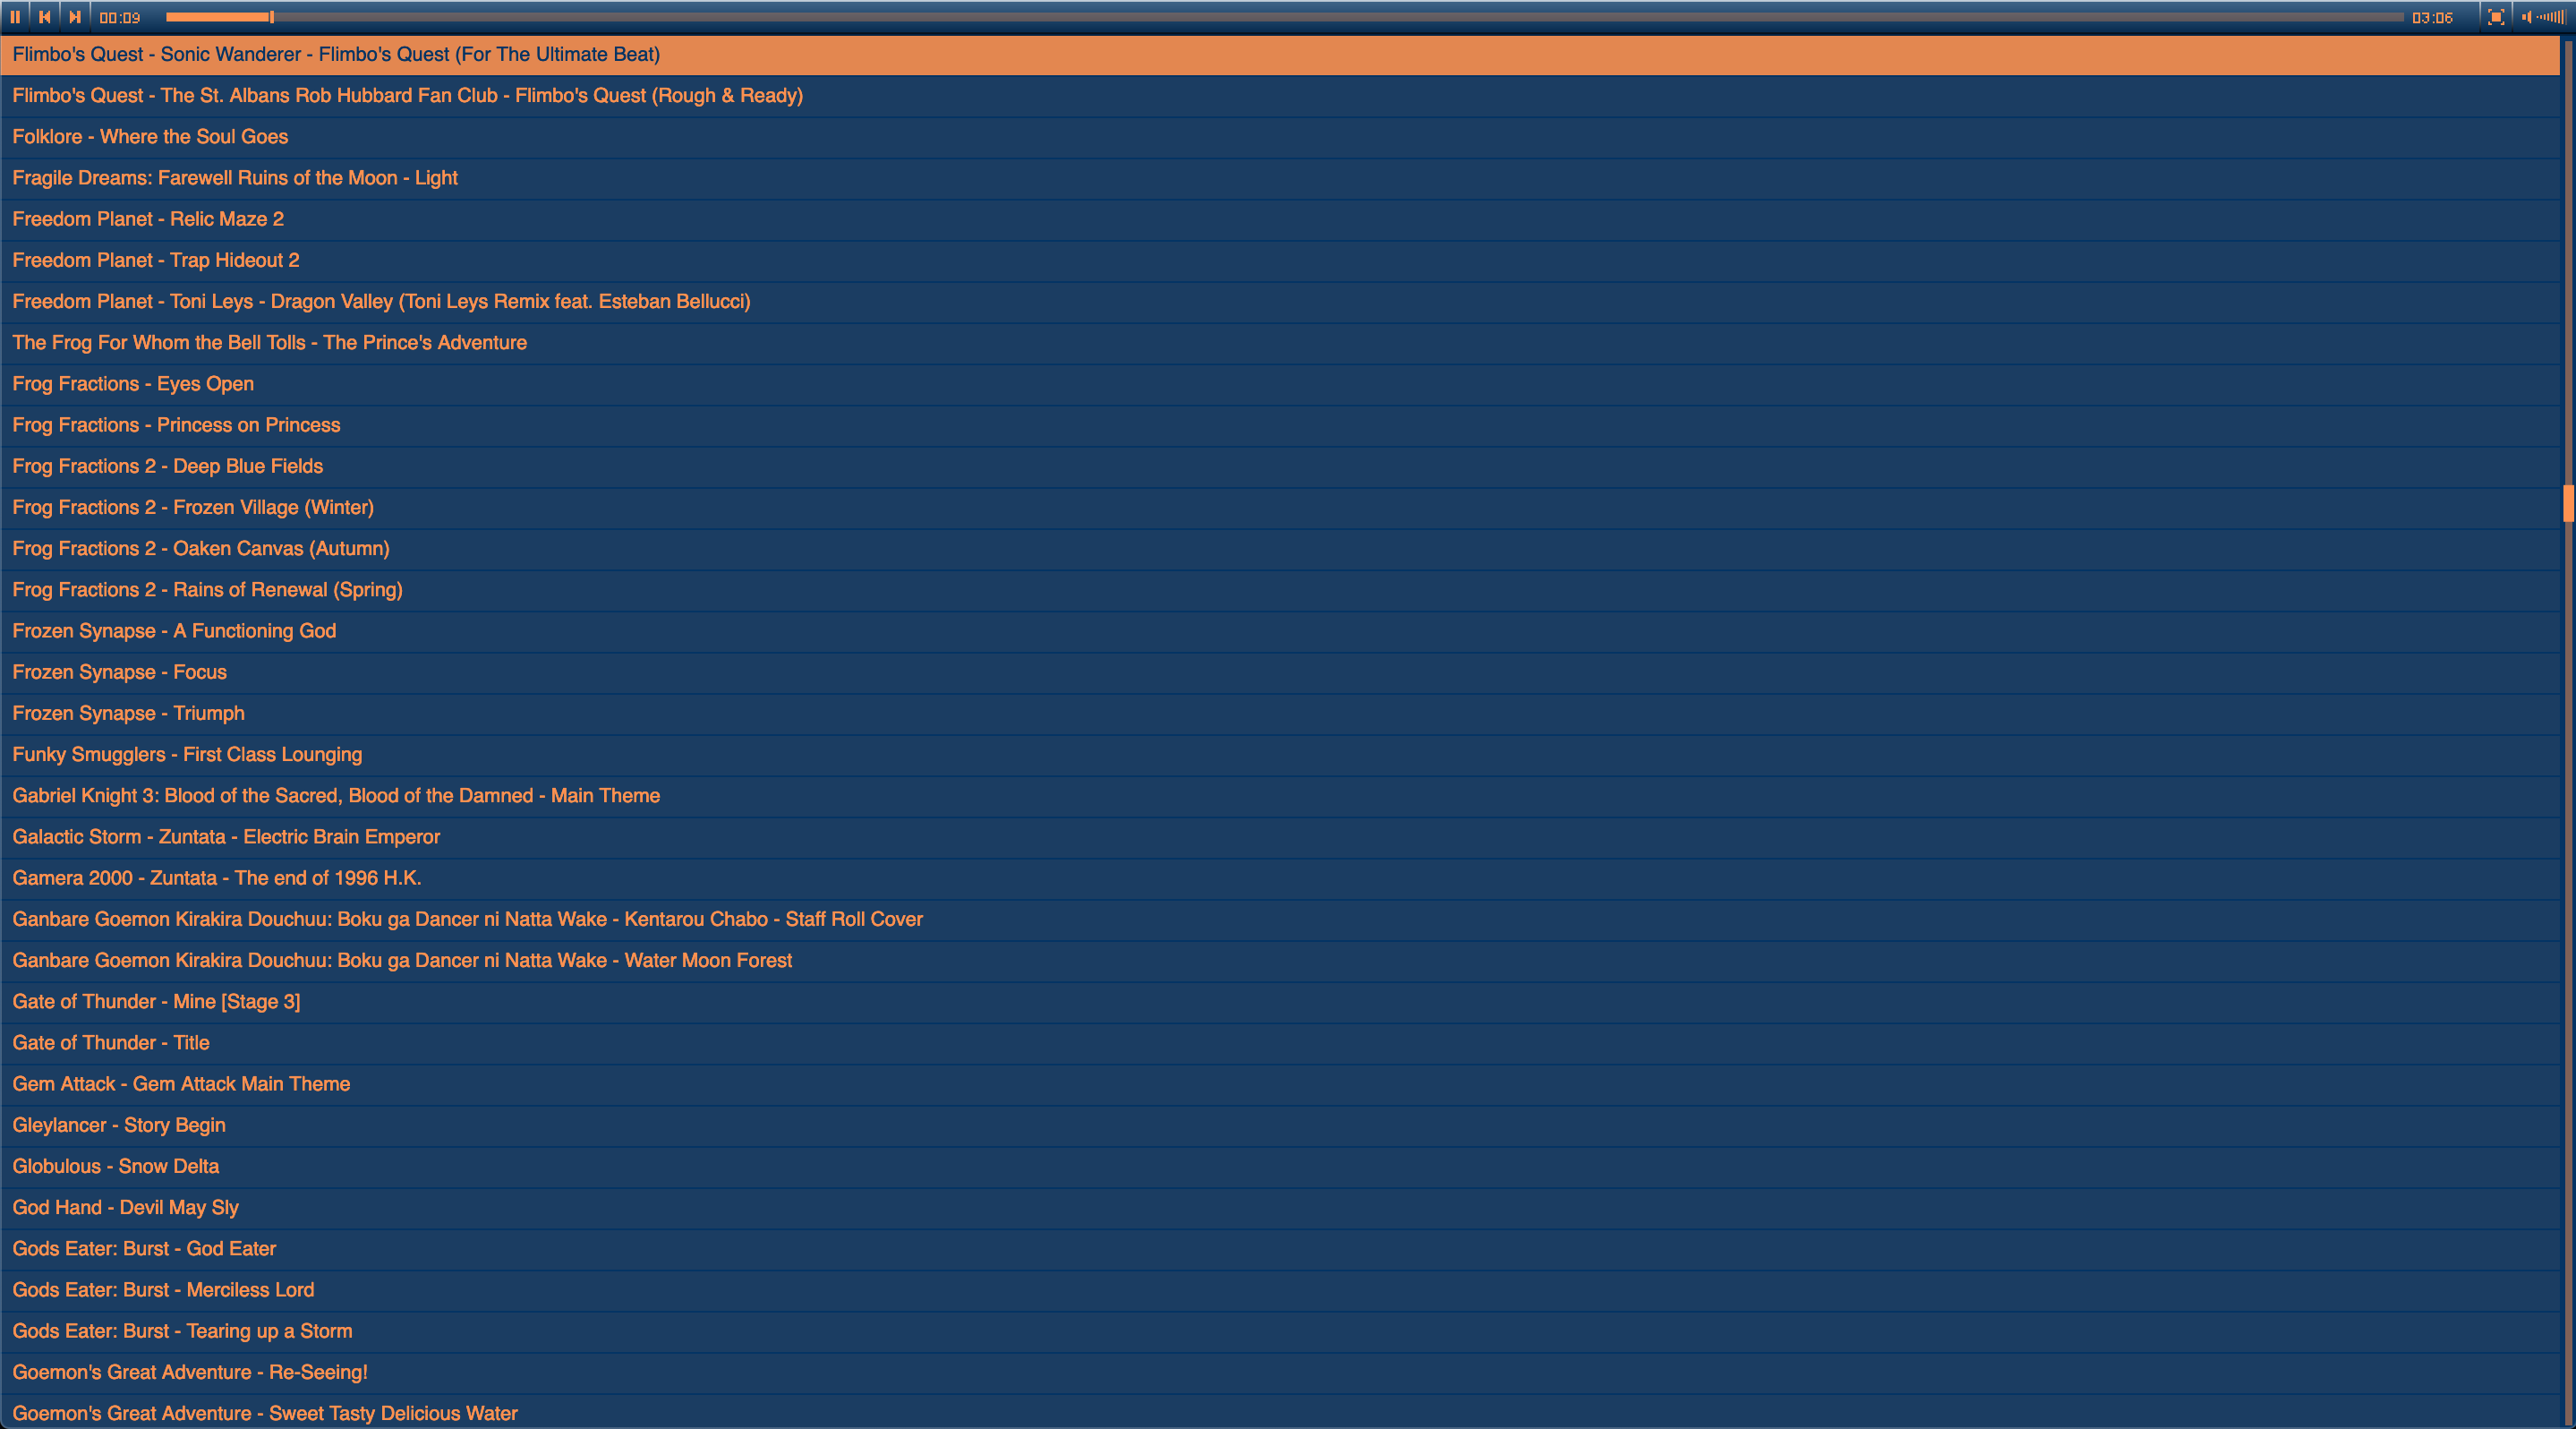 00:09 03:06
Flimbo's Quest - Sonic Wanderer - Flimbo's Quest (For The Ultimate Beat)
Flimbo's Quest - The St. Albans Rob Hubbard Fan Club - Flimbo's Quest (Rough & Ready)
Folklore - Where the Soul Goes
Fragile Dreams: Farewell Ruins of the Moon - Light
Freedom Planet - Relic Maze 2
Freedom Planet - Trap Hideout 2
Freedom Planet - Toni Leys - Dragon Valley (Toni Leys Remix feat. Esteban Bellucci)
The Frog For Whom the Bell Tolls - The Prince's Adventure
Frog Fractions - Eyes Open
Frog Fractions - Princess on Princess
Frog Fractions 2 - Deep Blue Fields
Frog Fractions 2 - Frozen Village (Winter)
Frog Fractions 2 - Oaken Canvas (Autumn)
Frog Fractions 2 - Rains of Renewal (Spring)
Frozen Synapse - A Functioning God
Frozen Synapse - Focus
Frozen Synapse - Triumph
Funky Smugglers - First Class Lounging
Gabriel Knight 3: Blood of the Sacred, Blood of the Damned - Main Theme
Galactic Storm - Zuntata - Electric Brain Emperor
Gamera 2000 - Zuntata - The end of 1996 H.K.
Ganbare Goemon Kirakira Douchuu: Boku ga Dancer ni Natta Wake - Kentarou Chabo - Staff Roll Cover
Ganbare Goemon Kirakira Douchuu: Boku ga Dancer ni Natta Wake - Water Moon Forest
Gate of Thunder - Mine [Stage 3]
Gate of Thunder - Title
Gem Attack - Gem Attack Main Theme
Gleylancer - Story Begin
Globulous - Snow Delta
God Hand - Devil May Sly
Gods Eater: Burst - God Eater
Gods Eater: Burst - Merciless Lord
Gods Eater: Burst - Tearing up a Storm
Goemon's Great Adventure - Re-Seeing!
Goemon's Great Adventure - Sweet Tasty Delicious Water